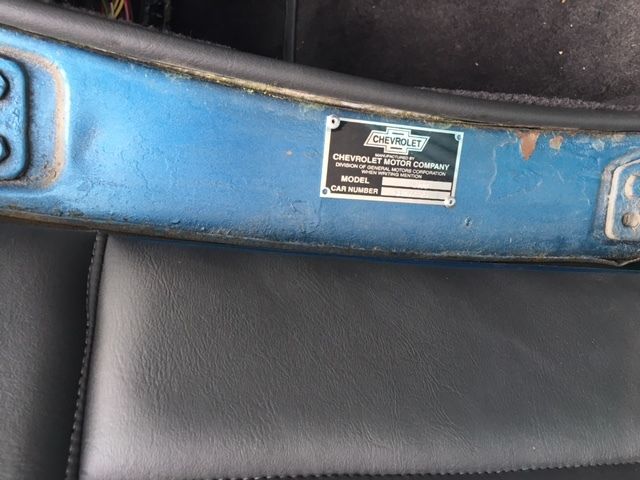 CHEVROLET
MANUFACTURED BY
CHEVROLET MOTOR COMPANY
DIVISION OF GENERAL MOTORS CORPORATION
WHEN WRITING MENTION
MODEL
CAR NUMBER